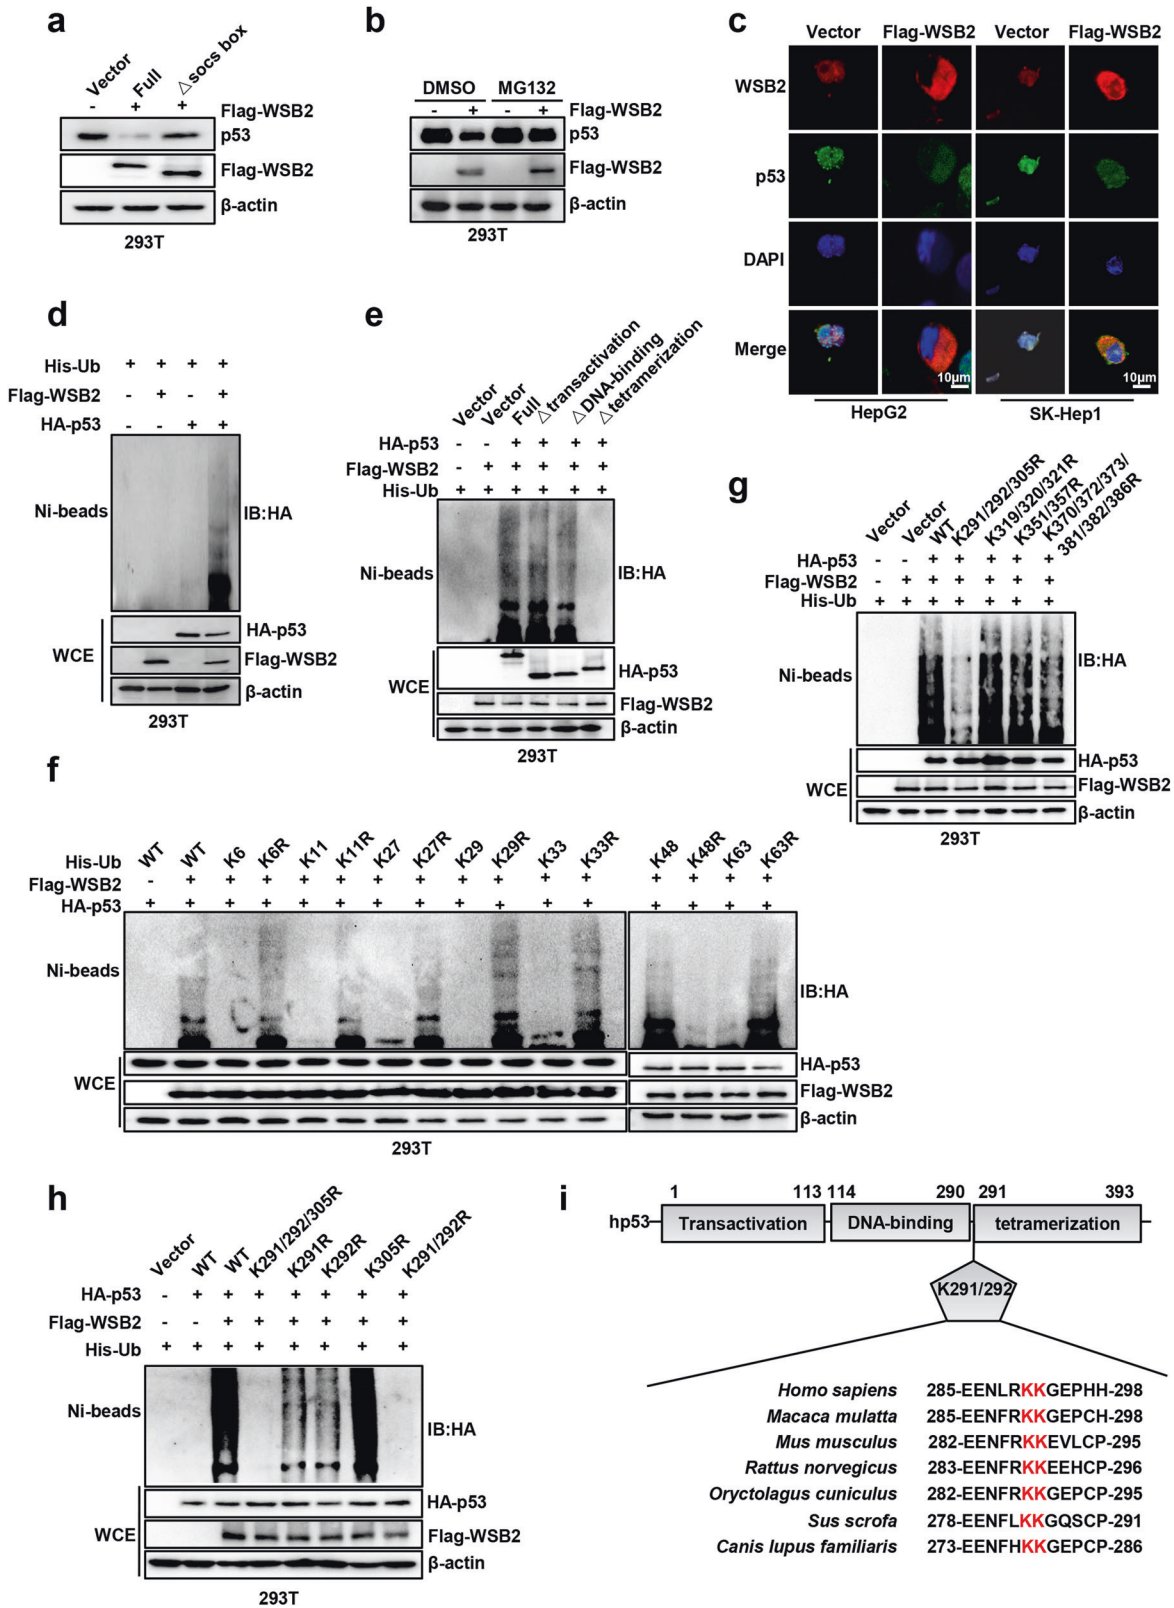 a
Vector
Full
△socs box
- + + Flag-WSB2
p53
Flag-WSB2
β-actin
293T
b
DMSO MG132
- + - + Flag-WSB2
p53
Flag-WSB2
β-actin
293T
c
Vector Flag-WSB2 Vector Flag-WSB2
WSB2
p53
DAPI
Merge
10μm 10μm
HepG2 SK-Hep1
d
His-Ub + + + +
Flag-WSB2 - + - +
HA-p53 - - + +
Ni-beads IB:HA
HA-p53
WCE Flag-WSB2
β-actin
293T
e
Vector
Vector
Full
△transactivation
△DNA-binding
△tetramerization
HA-p53 - - + + + +
Flag-WSB2 - + + + + +
His-Ub + + + + + +
Ni-beads IB:HA
HA-p53
WCE
Flag-WSB2
β-actin
293T
g
Vector
Vector
WT
K291/292/305R
K319/320/321R
K351/357R
K370/372/373/
381/382/386R
HA-p53 - - + + + + +
Flag-WSB2 - + + + + + +
His-Ub + + + + + + +
Ni-beads IB:HA
HA-p53
WCE Flag-WSB2
β-actin
293T
f
His-Ub WT WT K6 K6R K11 K11R K27 K27R K29 K29R K33 K33R K48 K48R K63 K63R
Flag-WSB2 - + + + + + + + + + + + + + + +
HA-p53 + + + + + + + + + + + + + + + +
Ni-beads IB:HA
HA-p53
WCE Flag-WSB2
β-actin
293T
h
Vector
WT
WT
K291/292/305R
K291R
K292R
K305R
K291/292R
HA-p53 - + + + + + + +
Flag-WSB2 - - + + + + + +
His-Ub + + + + + + + +
Ni-beads IB:HA
HA-p53
WCE Flag-WSB2
β-actin
293T
i
1 113 114 290 291 393
hp53 Transactivation DNA-binding tetramerization
K291/292
Homo sapiens 285-EENLRKKGEPHH-298
Macaca mulatta 285-EENFRKKGEPCH-298
Mus musculus 282-EENFRKKEVLCP-295
Rattus norvegicus 283-EENFRKKEEHCP-296
Oryctolagus cuniculus 282-EENFRKKGEPCP-295
Sus scrofa 278-EENFLKKGQSCP-291
Canis lupus familiaris 273-EENFHKKGEPCP-286